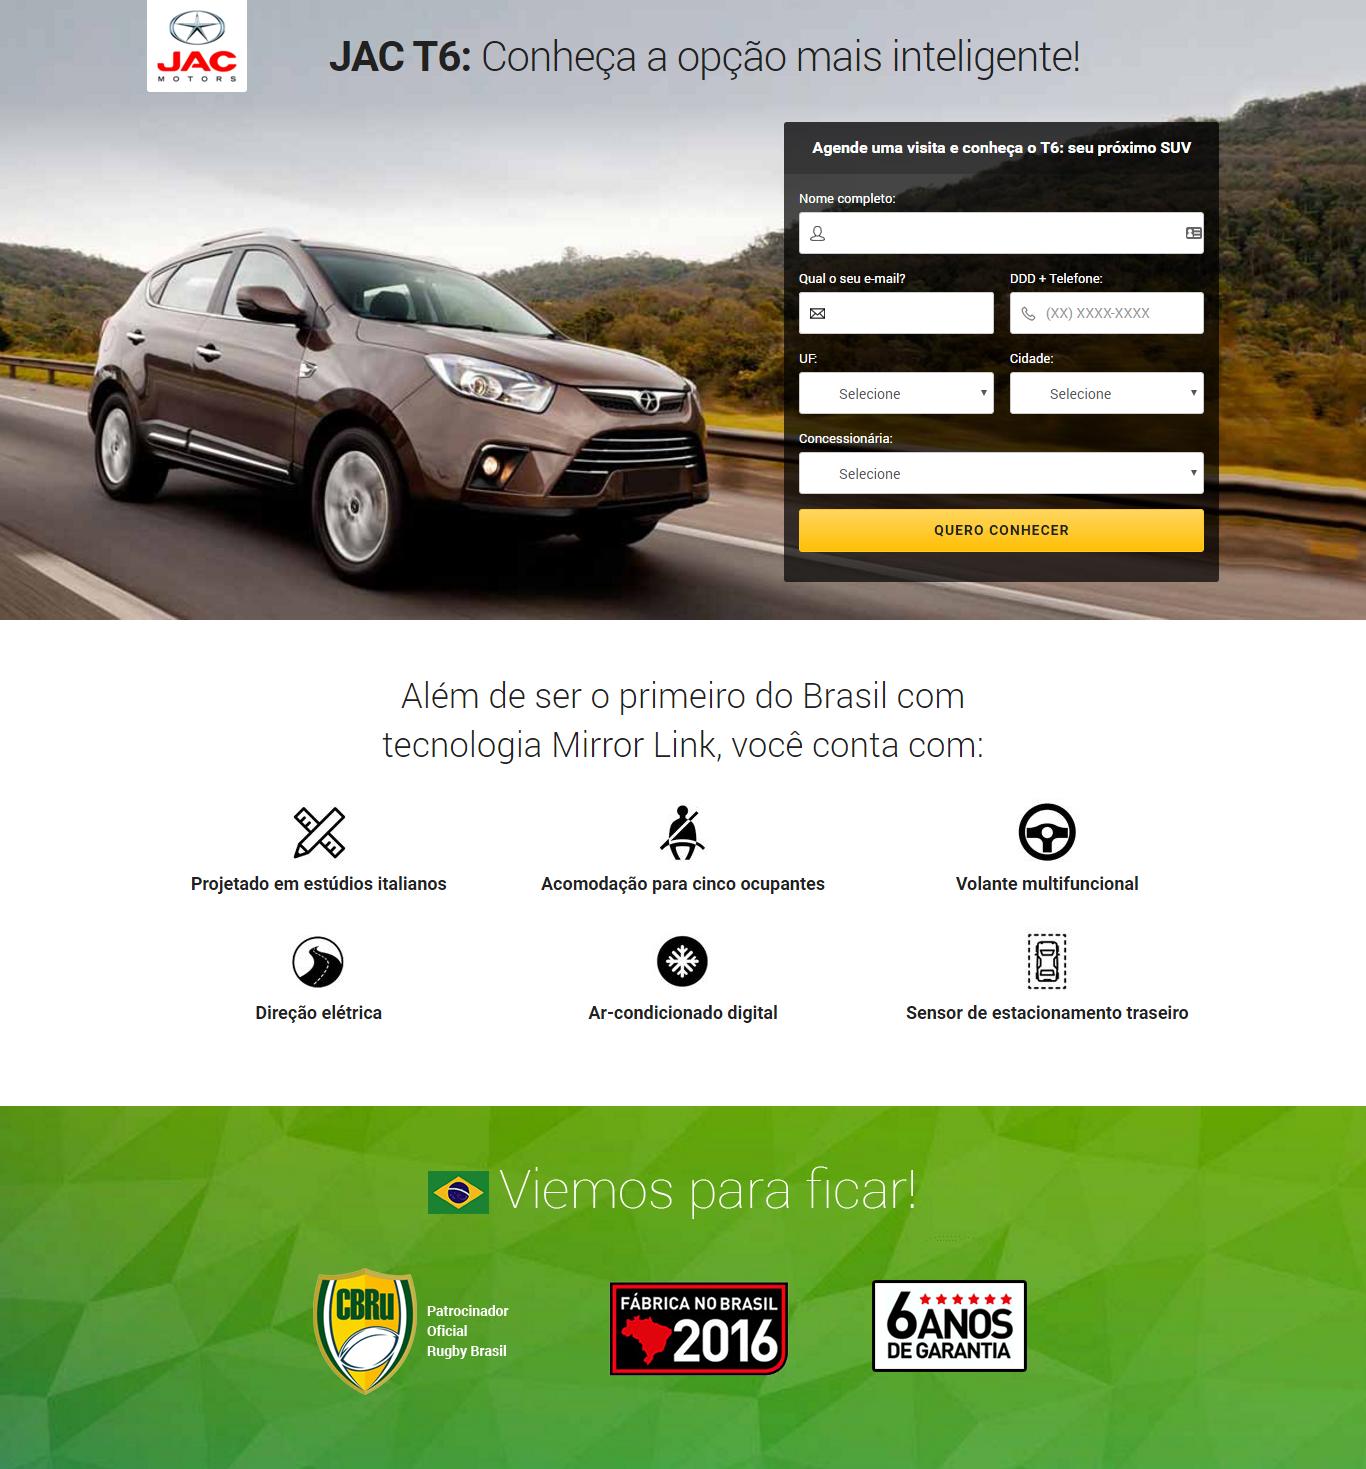 JAC
MOTORS
JAC T6: Conheça a opção mais inteligente!
Agende uma visita e conheça o T6: seu próximo SUV
Nome completo:
Qual o seu e-mail?
DDD + Telefone:
(XX) XXXX-XXXX
UF:
Cidade:
Selecione
Selecione
Concessionária:
Selecione
QUERO CONHECER
Além de ser o primeiro do Brasil com
tecnologia Mirror Link, você conta com:
Projetado em estúdios italianos
Acomodação para cinco ocupantes
Volante multifuncional
Direção elétrica
Ar-condicionado digital
Sensor de estacionamento traseiro
Viemos para ficar!
CBRu
Patrocinador
Oficial
Rugby Brasil
FÁBRICA NO BRASIL
2016
6 ANOS
DE GARANTIA